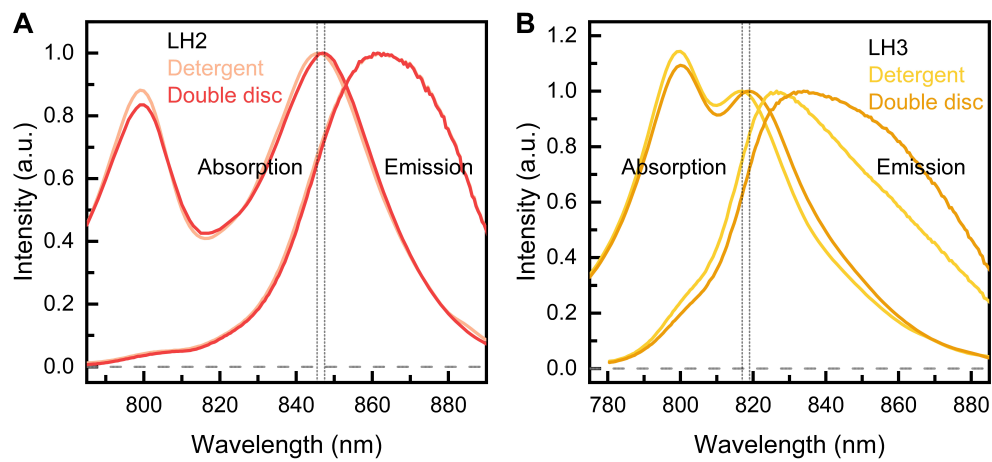 A
LH2
Detergent
Double disc
Absorption
Emission
Intensity (a.u.)
1.0
0.8
0.6
0.4
0.2
0.0
800
820
840
860
880
Wavelength (nm)
B
LH3
Detergent
Double disc
Absorption
Emission
Intensity (a.u.)
1.2
1.0
0.8
0.6
0.4
0.2
0.0
780
800
820
840
860
880
Wavelength (nm)